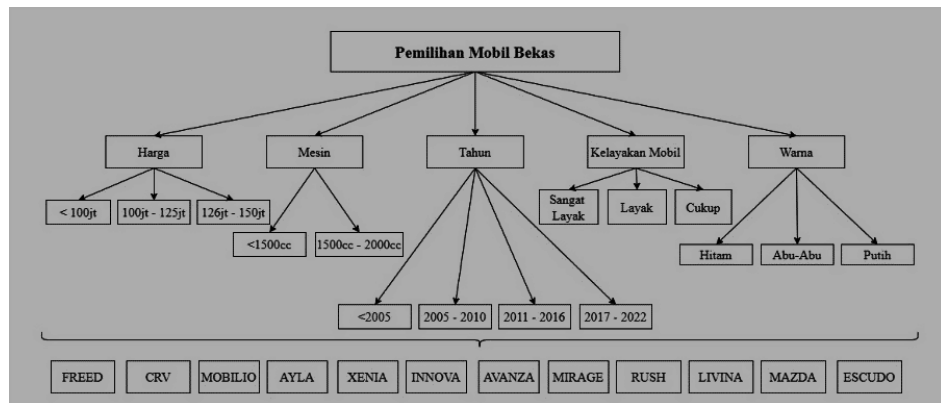 Pemilihan Mobil Bekas
Harga
Mesin
Tahun
Kelayakan Mobil
Warna
< 100jt
100jt - 125jt
126jt - 150jt
<1500cc
1500cc - 2000cc
<2005
2005 - 2010
2011 - 2016
2017 - 2022
Sangat
Layak
Layak
Cukup
Hitam
Abu-Abu
Putih
FREED
CRV
MOBILIO
AYLA
XENIA
INNOVA
AVANZA
MIRAGE
RUSH
LIVINA
MAZDA
ESCUDO